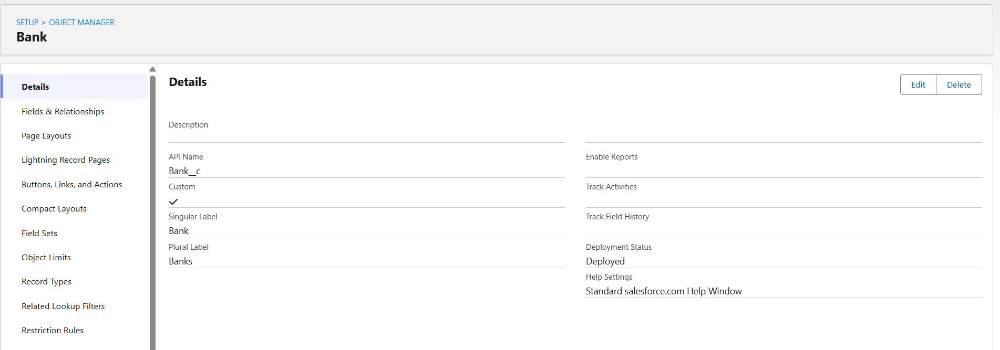 SETUP > OBJECT MANAGER
Bank
Details
Fields & Relationships
Page Layouts
Lightning Record Pages
Buttons, Links, and Actions
Compact Layouts
Field Sets
Object Limits
Record Types
Related Lookup Filters
Restriction Rules
Details
Edit
Delete
Description
API Name
Bank__c
Custom
Singular Label
Bank
Plural Label
Banks
Enable Reports
Track Activities
Track Field History
Deployment Status
Deployed
Help Settings
Standard salesforce.com Help Window